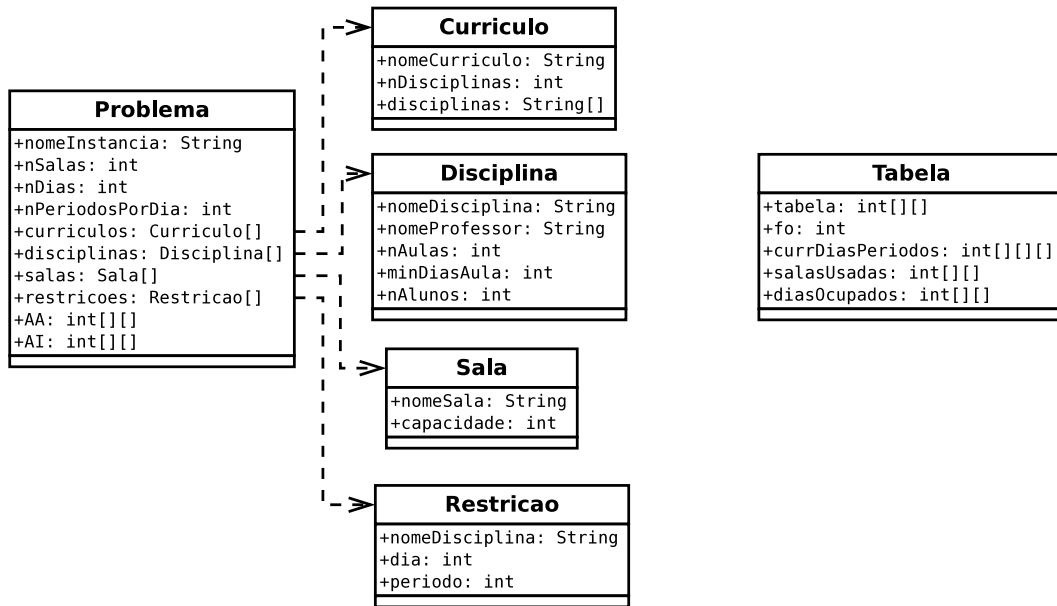 Problema
+nomeInstancia: String
+nSalas: int
+nDias: int
+nPeriodosPorDia: int
+curriculos: Curriculo[]
+disciplinas: Disciplina[]
+salas: Sala[]
+restricoes: Restricao[]
+AA: int[][]
+AI: int[][]
Curriculo
+nomeCurriculo: String
+nDisciplinas: int
+disciplinas: String[]
Disciplina
+nomeDisciplina: String
+nomeProfessor: String
+nAulas: int
+minDiasAula: int
+nAlunos: int
Sala
+nomeSala: String
+capacidade: int
Restricao
+nomeDisciplina: String
+dia: int
+periodo: int
Tabela
+tabela: int[][]
+fo: int
+currDiasPeriodos: int[][][]
+salasUsadas: int[][]
+diasOcupados: int[][]